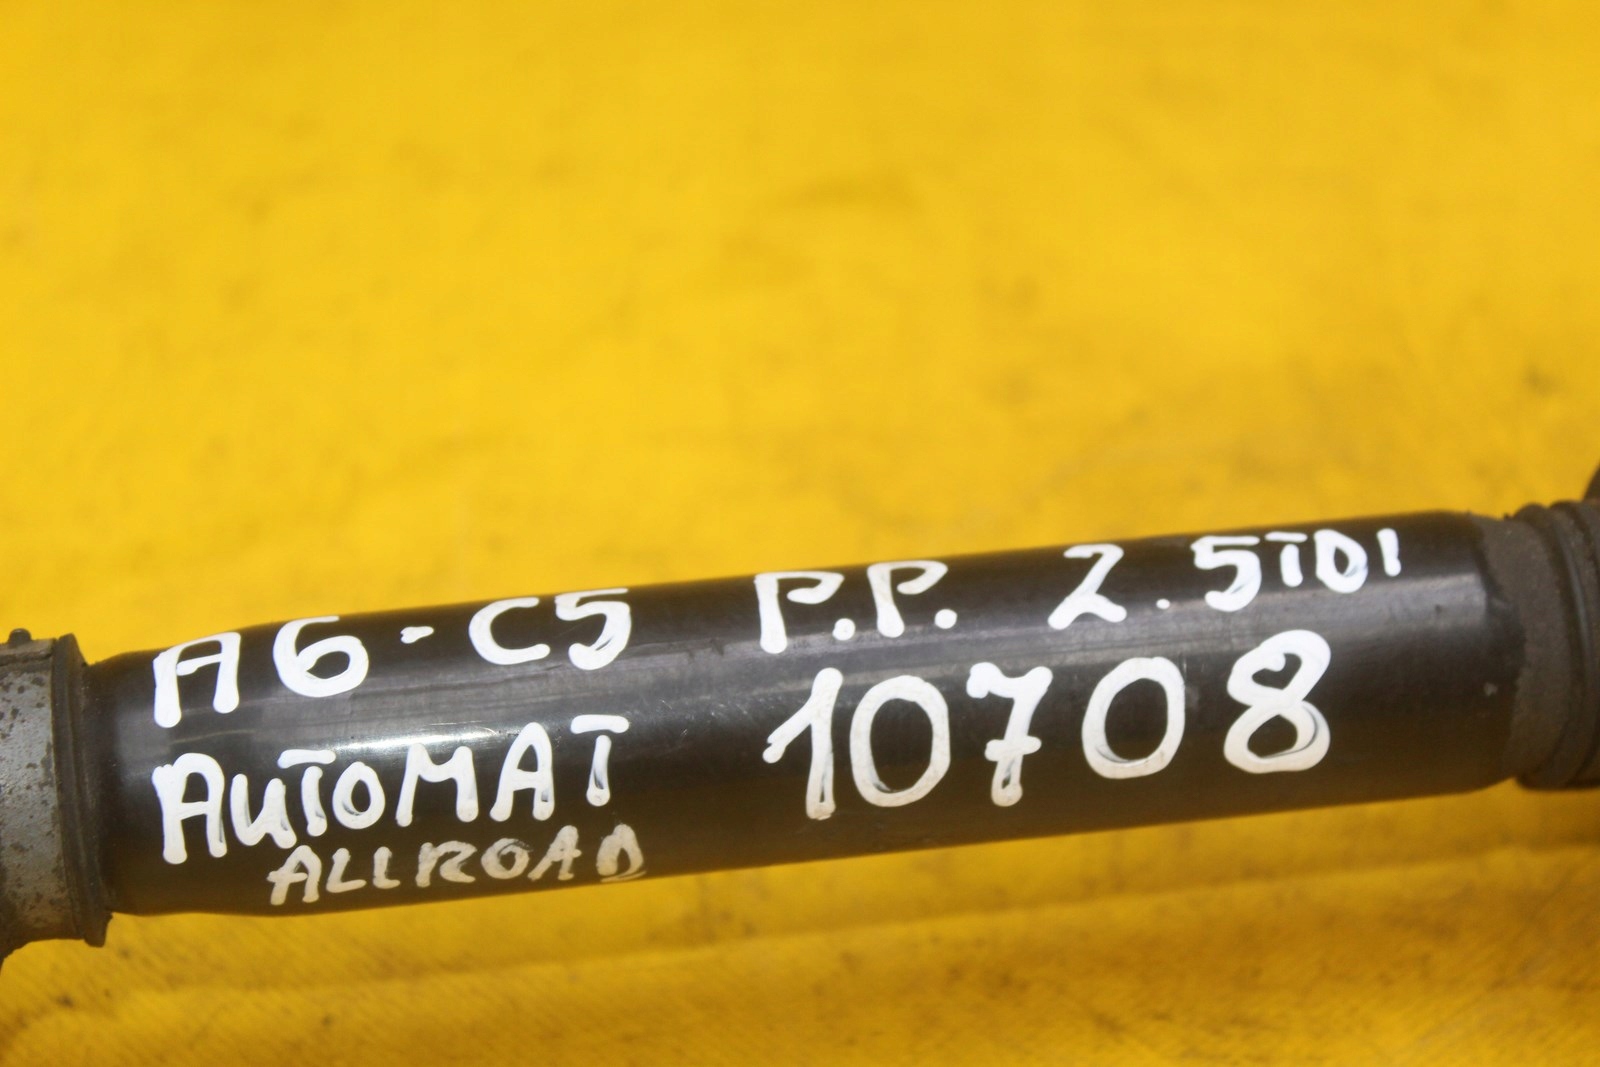 A6-C5 P.P. 2.5TDI
AUTOMAT 10708
ALLROAD